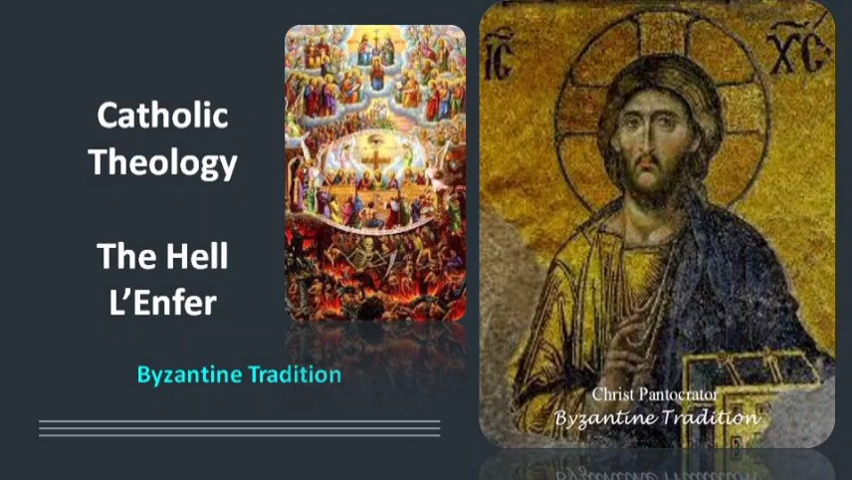 Catholic
Theology
The Hell
L’Enfer
Byzantine Tradition
IC
XC
Christ Pantocrator
Byzantine Tradition